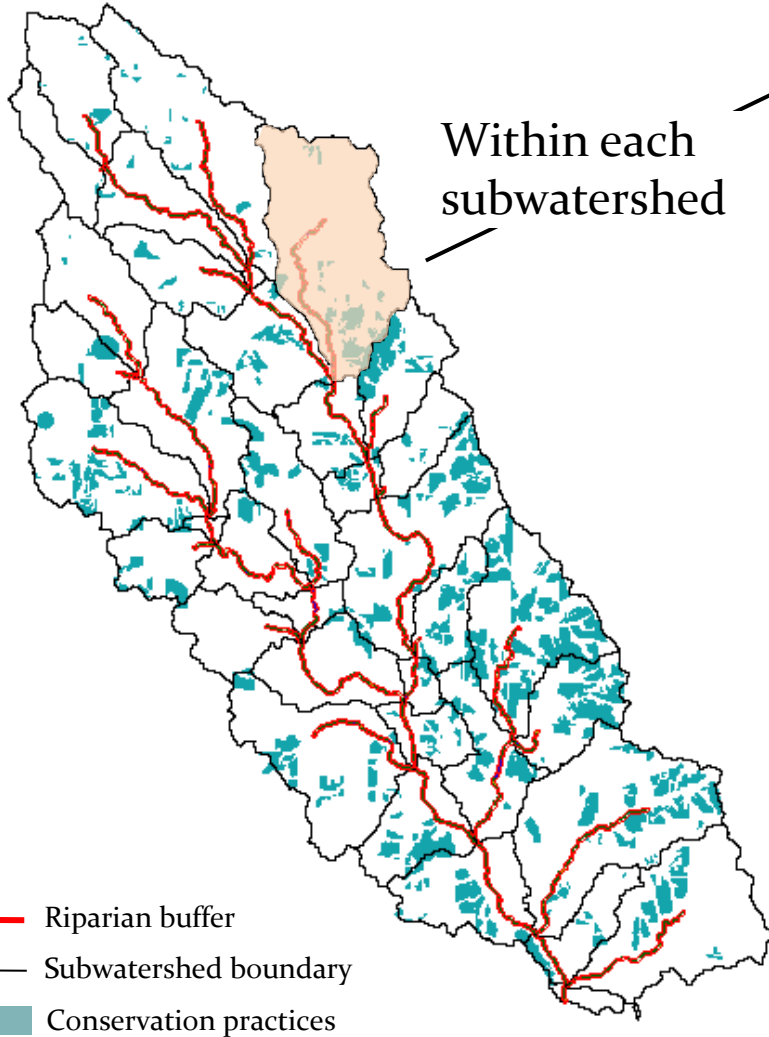 Within each
subwatershed
Riparian buffer
Subwatershed boundary
Conservation practices